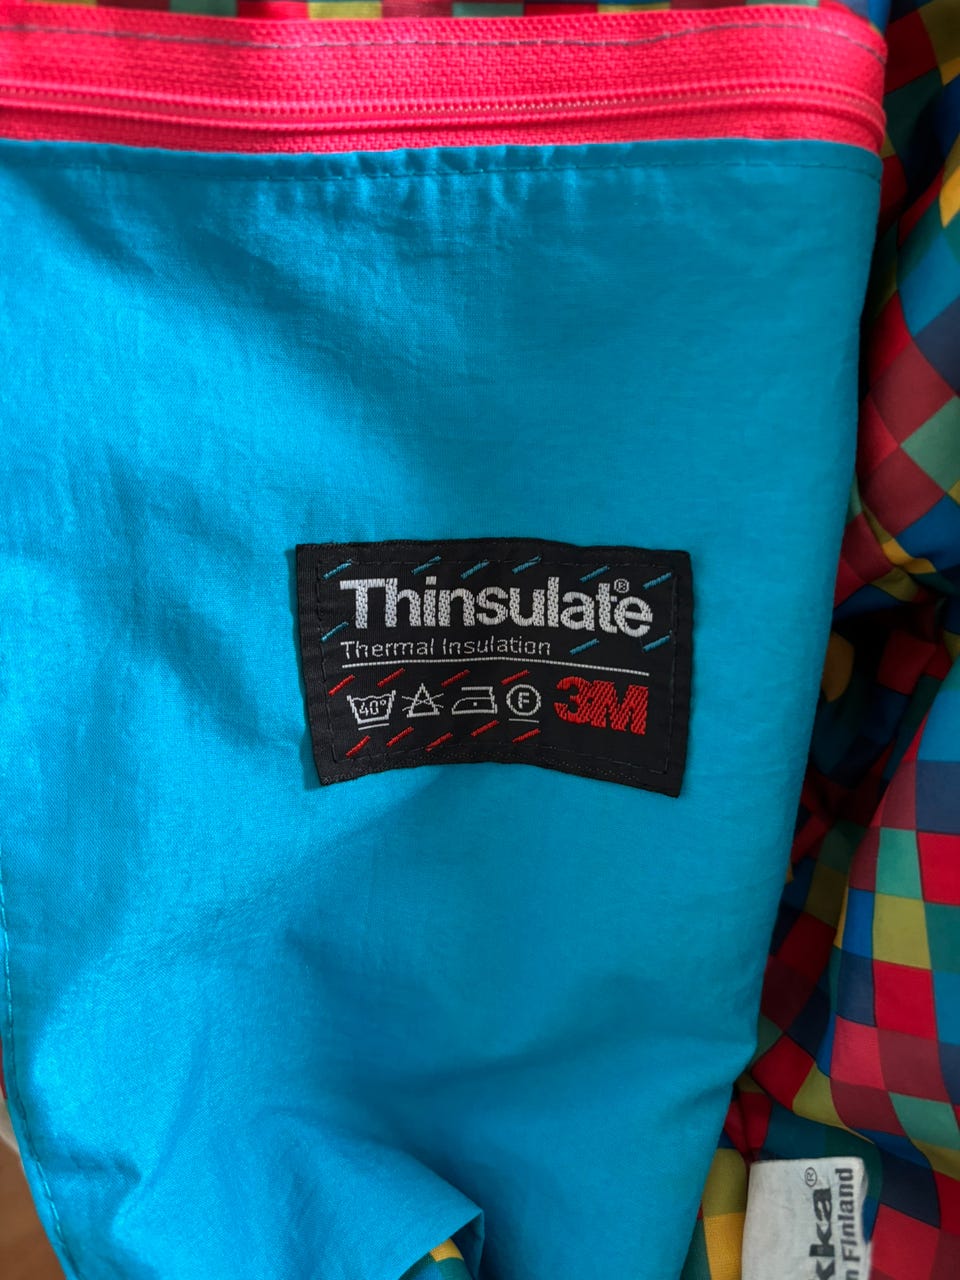 Thinsulate®
Thermal Insulation
40° F 3M
kka®
n Finland